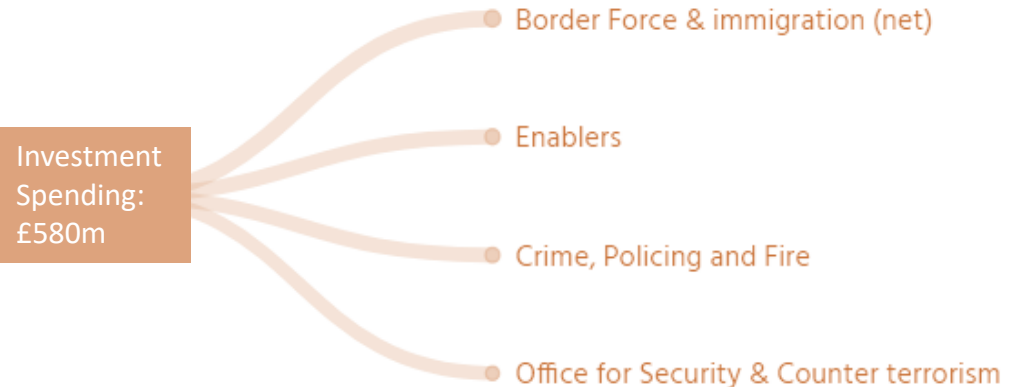 Border Force & immigration (net)
Enablers
Investment
Spending:
£580m
Crime, Policing and Fire
Office for Security & Counter terrorism